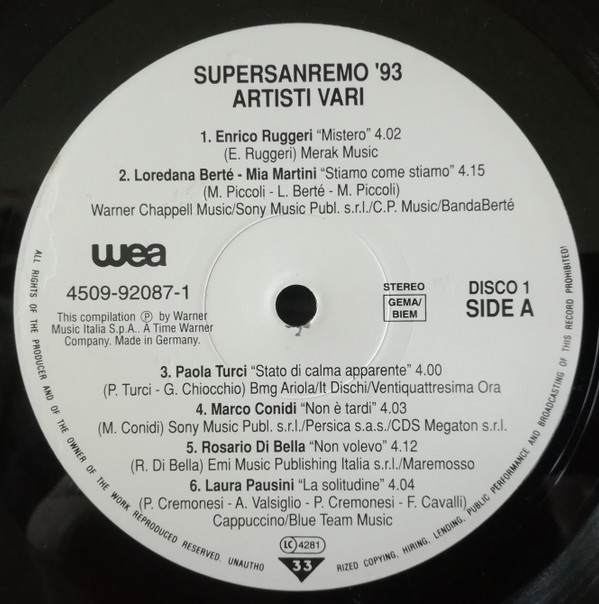 SUPERSANREMO '93
ARTISTI VARI
1. Enrico Ruggeri “Mistero” 4.02
(E. Ruggeri) Merak Music
2. Loredana Berté - Mia Martini “Stiamo come stiamo” 4.15
(M. Piccoli - L. Berté - M. Piccoli)
Warner Chappell Music/Sony Music Publ. s.r.l./C.P. Music/BandaBerté
wea
4509-92087-1
This compilation Ⓟ by Warner
Music Italia S.p.A.. A Time Warner
Company. Made in Germany.
STEREO
GEMA/
BIEM
DISCO 1
SIDE A
3. Paola Turci “Stato di calma apparente” 4.00
(P. Turci - G. Chiocchio) Bmg Ariola/It Dischi/Ventiquattresima Ora
4. Marco Conidi “Non è tardi” 4.03
(M. Conidi) Sony Music Publ. s.r.l./Persica s.a.s./CDS Megaton s.r.l.
5. Rosario Di Bella “Non volevo” 4.12
(R. Di Bella) Emi Music Publishing Italia s.r.l./Maremosso
6. Laura Pausini “La solitudine” 4.04
(P. Cremonesi - A. Valsiglio - P. Cremonesi - F. Cavalli)
Cappuccino/Blue Team Music
LC 4281
33
ALL RIGHTS OF THE PRODUCER AND OF THE OWNER OF THE WORK REPRODUCED RESERVED. UNAUTHO
RIZED COPYING, HIRING, LENDING, PUBLIC PERFORMANCE AND BROADCASTING OF THIS RECORD PROHIBITED!